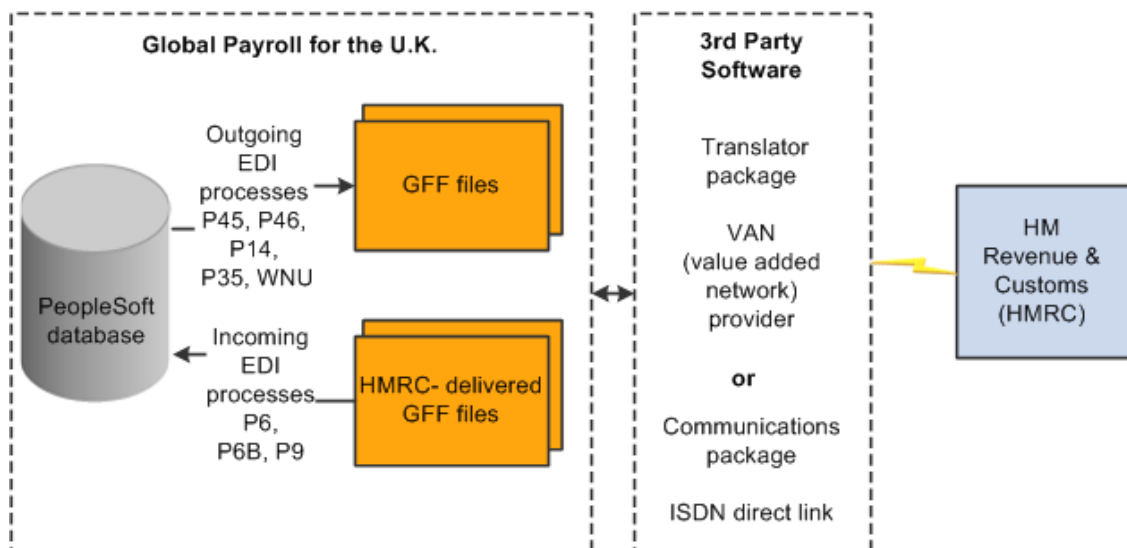 Global Payroll for the U.K.
PeopleSoft
database
Outgoing
EDI
processes
P45, P46,
P14,
P35, WNU
GFF files
Incoming
EDI
processes
P6,
P6B, P9
HMRC- delivered
GFF files
3rd Party
Software
Translator
package
VAN
(value added
network)
provider
or
Communications
package
ISDN direct link
HM
Revenue &
Customs
(HMRC)